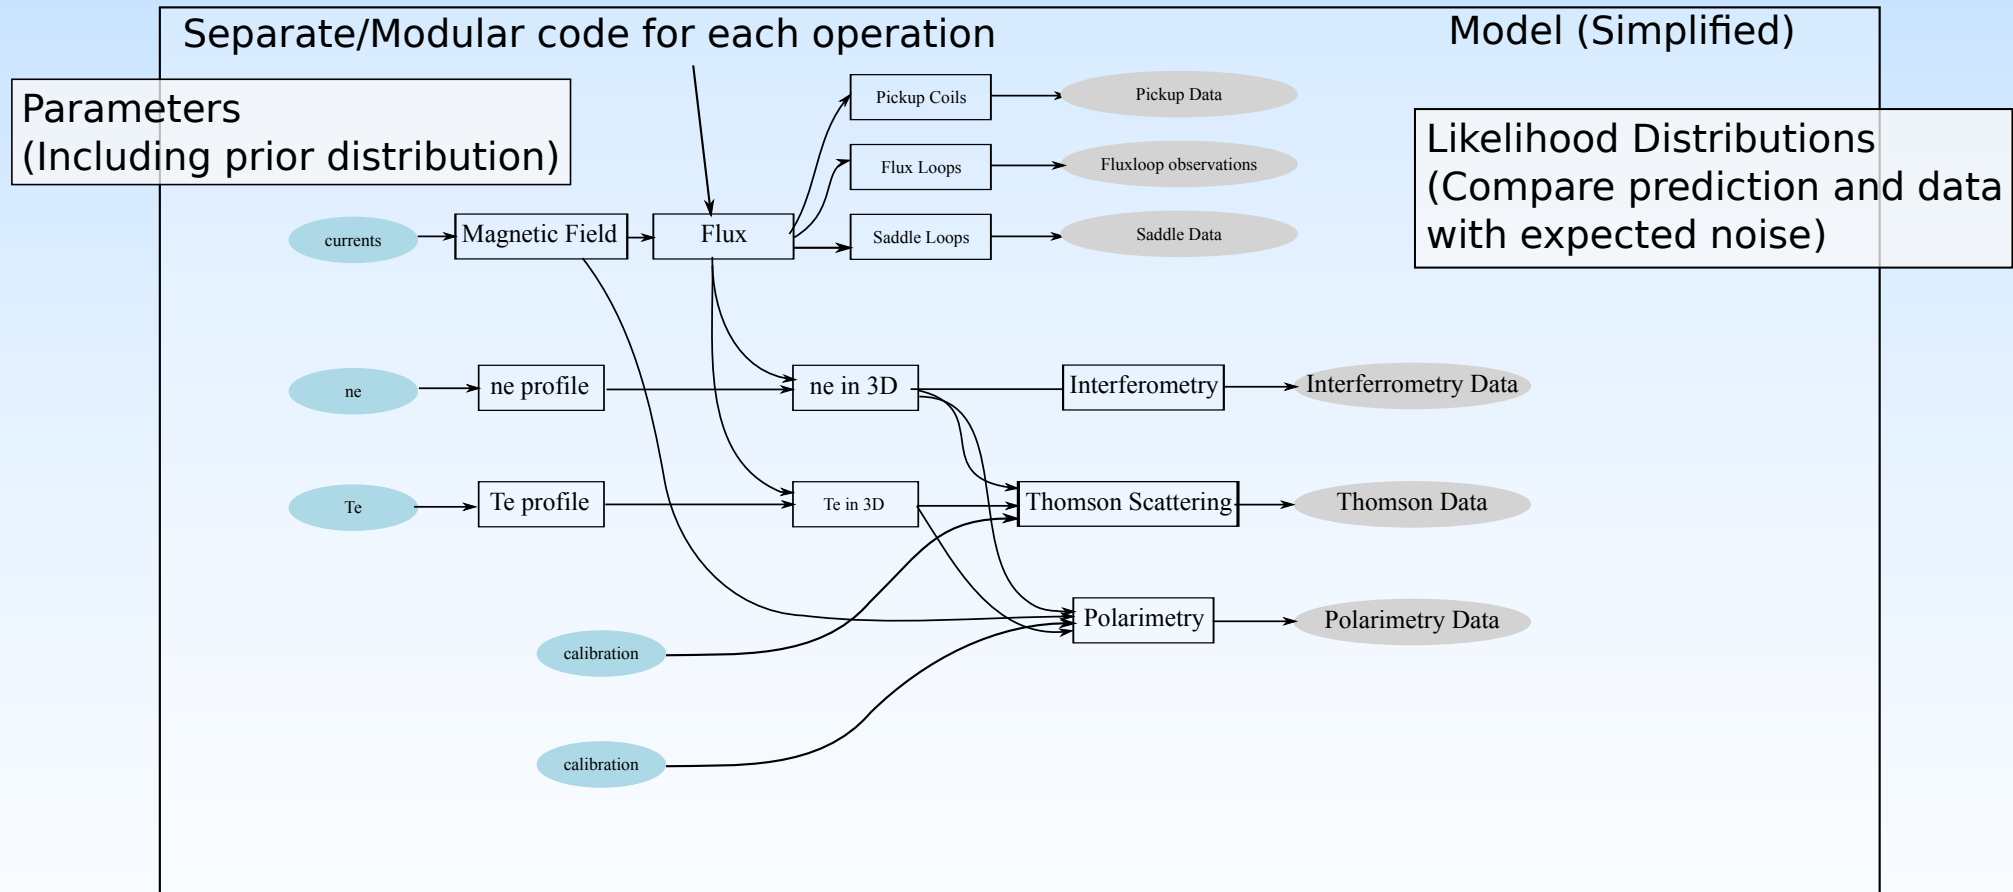 Separate/Modular code for each operation
Model (Simplified)
Parameters
(Including prior distribution)
Likelihood Distributions
(Compare prediction and data
with expected noise)
Pickup Coils
Pickup Data
Flux Loops
Fluxloop observations
currents
Magnetic Field
Flux
Saddle Loops
Saddle Data
ne
ne profile
ne in 3D
Interferometry
Interferrometry Data
Te
Te profile
Te in 3D
Thomson Scattering
Thomson Data
Polarimetry
Polarimetry Data
calibration
calibration